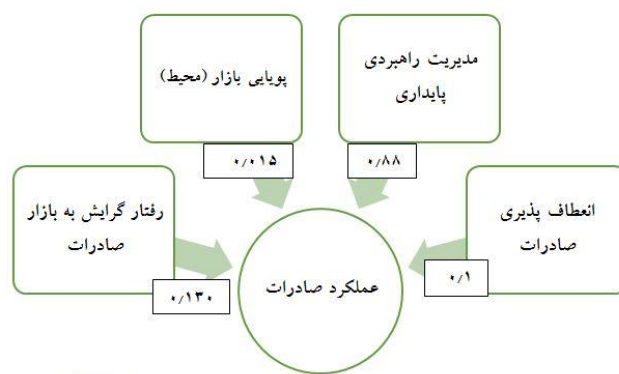 مدیریت راهبردی
پایداری
پویایی بازار (محیط)
۰/۸۸
۰/۰۱۵
انعطاف پذیری
صادرات
رفتار گرایش به بازار
صادرات
۰/۱
عملکرد صادرات
۰/۱۳۰